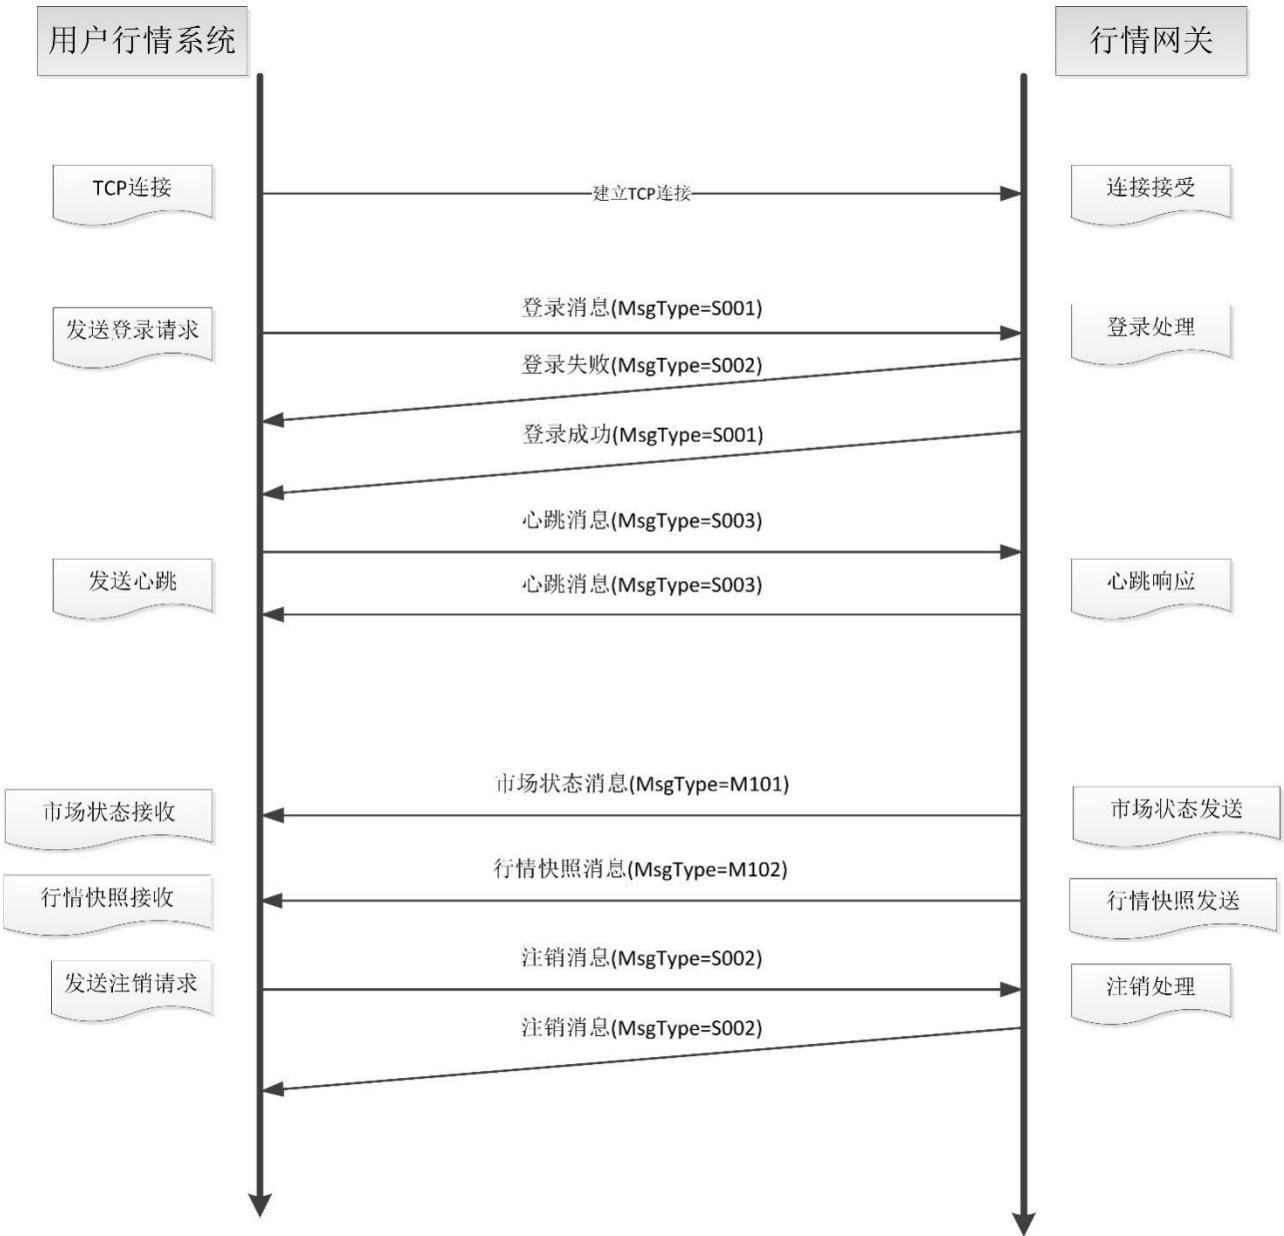 用户行情系统
行情网关
TCP连接
建立TCP连接
连接接受
登录消息(MsgType=S001)
发送登录请求
登录处理
登录失败(MsgType=S002)
登录成功(MsgType=S001)
心跳消息(MsgType=S003)
发送心跳
心跳消息(MsgType=S003)
心跳响应
市场状态消息(MsgType=M101)
市场状态接收
市场状态发送
行情快照消息(MsgType=M102)
行情快照接收
行情快照发送
注销消息(MsgType=S002)
发送注销请求
注销处理
注销消息(MsgType=S002)